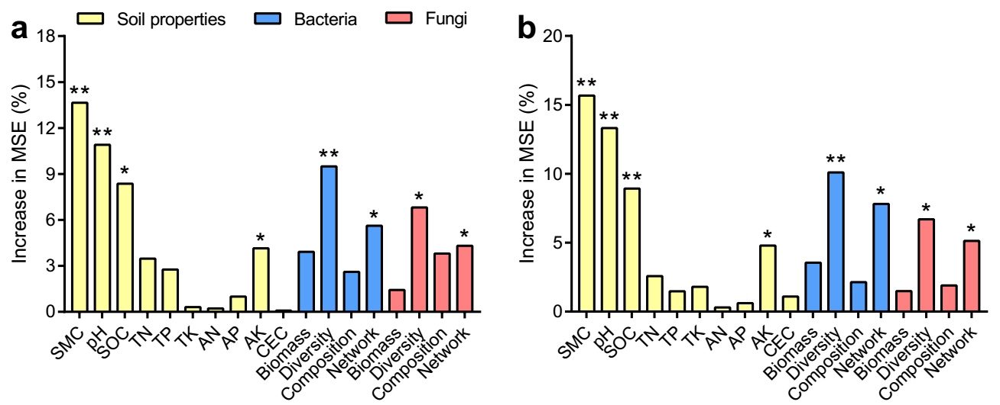 a
Soil properties
Bacteria
Fungi
Increase in MSE (%)
18
15
12
9
6
3
0
**
**
*
*
**
*
*
*
SMC
pH
SOC
TN
TP
TK
AN
AP
AK
CEC
Biomass
Diversity
Composition
Network
Biomass
Diversity
Composition
Network
b
Increase in MSE (%)
20
15
10
5
0
**
**
**
*
**
*
*
*
SMC
pH
SOC
TN
TP
TK
AN
AP
AK
CEC
Biomass
Diversity
Composition
Network
Biomass
Diversity
Composition
Network